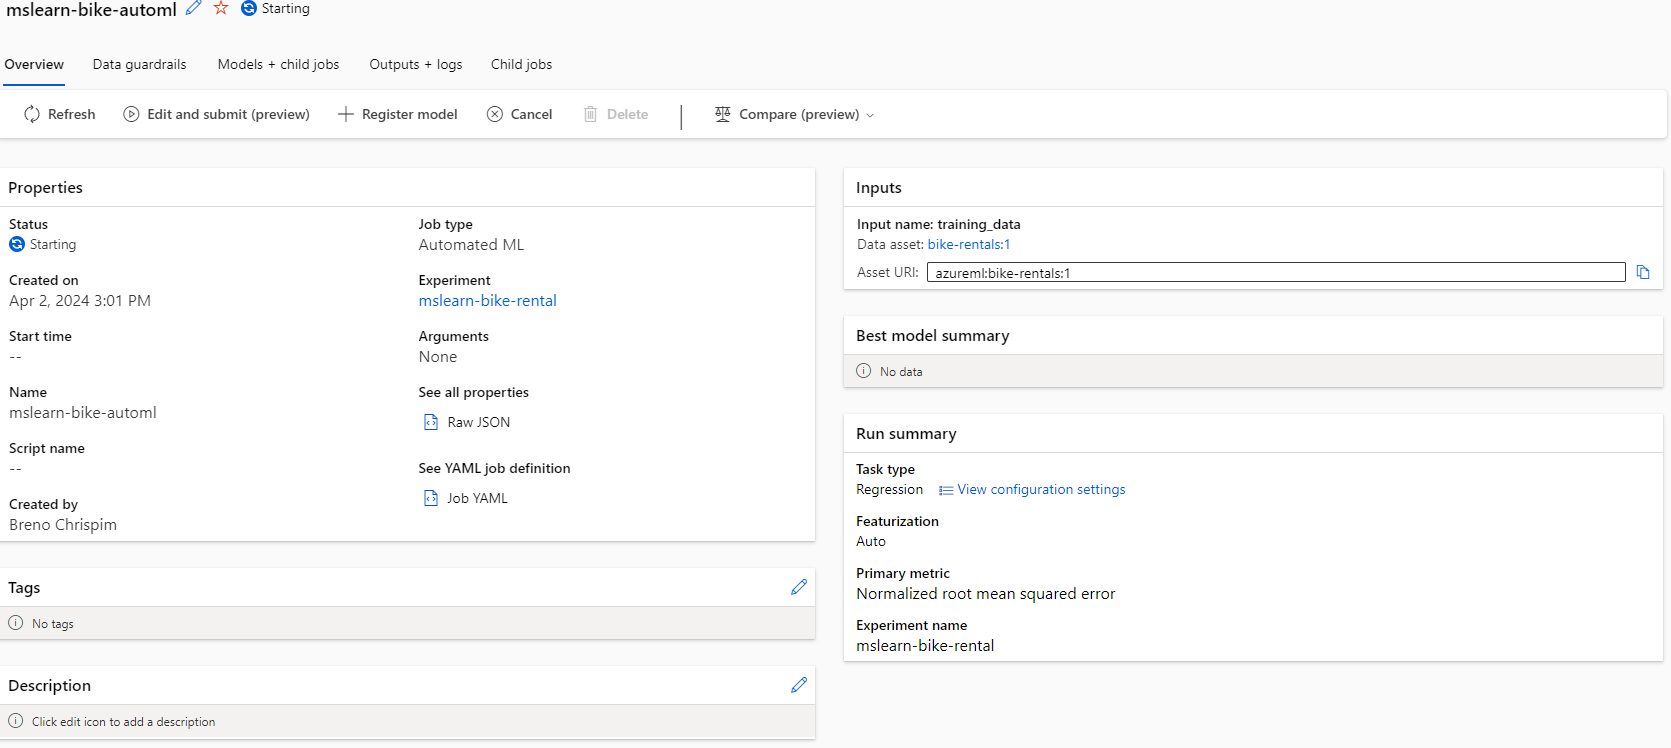 mslearn-bike-automl Starting
Overview Data guardrails Models + child jobs Outputs + logs Child jobs
Refresh Edit and submit (preview) Register model Cancel Delete Compare (preview)
Properties
Status
Starting
Created on
Apr 2, 2024 3:01 PM
Start time
--
Name
mslearn-bike-automl
Script name
--
Created by
Breno Chrispim
Job type
Automated ML
Experiment
mslearn-bike-rental
Arguments
None
See all properties
Raw JSON
See YAML job definition
Job YAML
Tags
No tags
Description
Click edit icon to add a description
Inputs
Input name: training_data
Data asset: bike-rentals:1
Asset URI: azureml:bike-rentals:1
Best model summary
No data
Run summary
Task type
Regression View configuration settings
Featurization
Auto
Primary metric
Normalized root mean squared error
Experiment name
mslearn-bike-rental